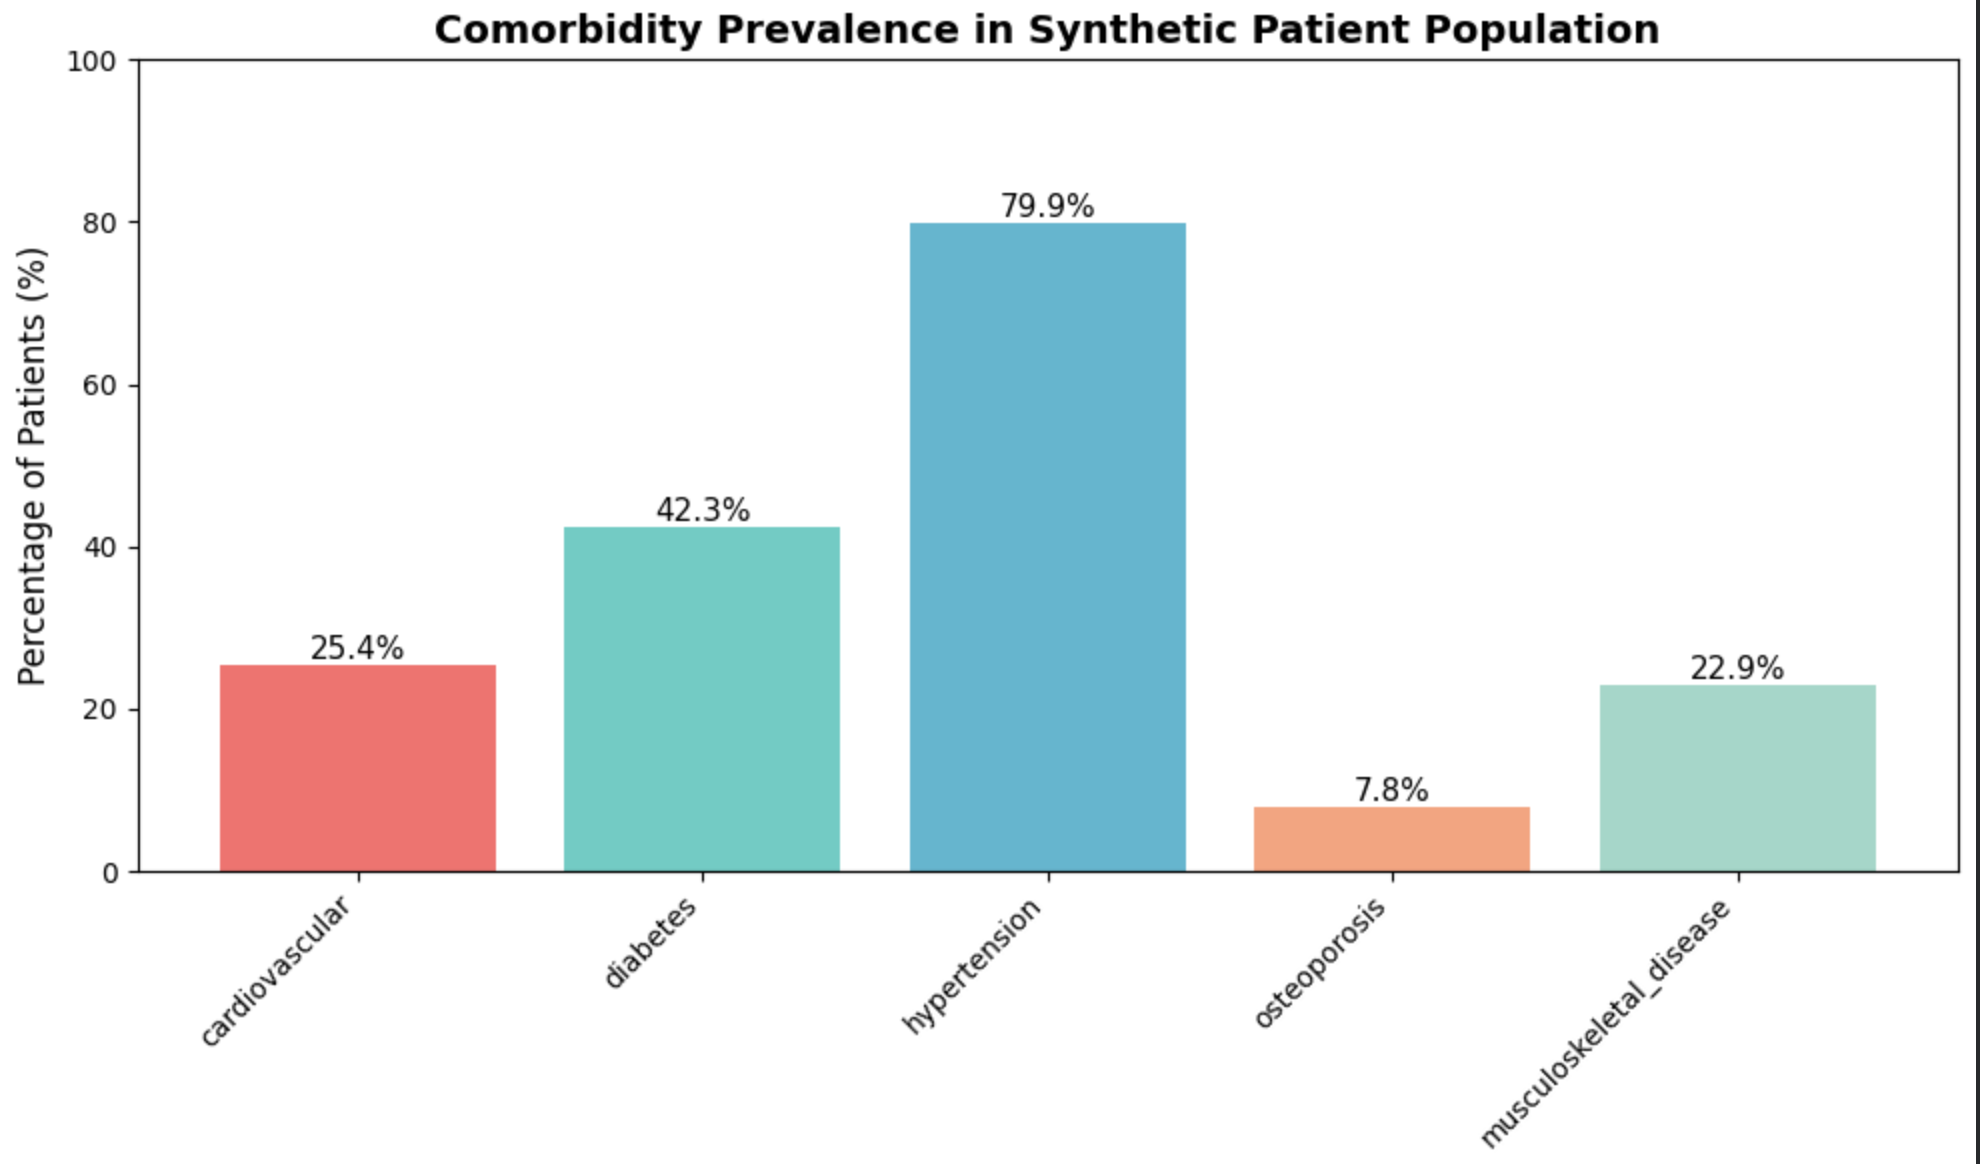 Comorbidity Prevalence in Synthetic Patient Population
Percentage of Patients (%)
100
80
60
40
20
0
25.4%
42.3%
79.9%
7.8%
22.9%
cardiovascular
diabetes
hypertension
osteoporosis
musculoskeletal_disease